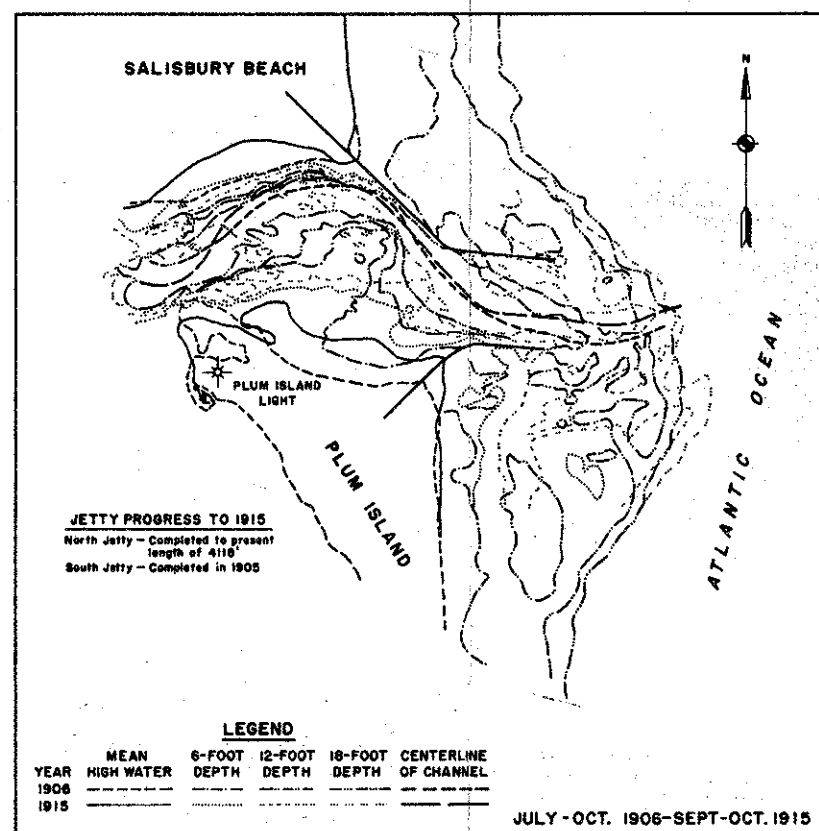 SALISBURY BEACH
N
PLUM ISLAND
LIGHT
PLUM ISLAND
ATLANTIC OCEAN
JETTY PROGRESS TO 1915
North Jetty — Completed to present
length of 4118'
South Jetty — Completed in 1905
LEGEND
YEAR MEAN HIGH WATER 6-FOOT DEPTH 12-FOOT DEPTH 18-FOOT DEPTH CENTERLINE OF CHANNEL
1906
1915
JULY-OCT. 1906-SEPT-OCT. 1915